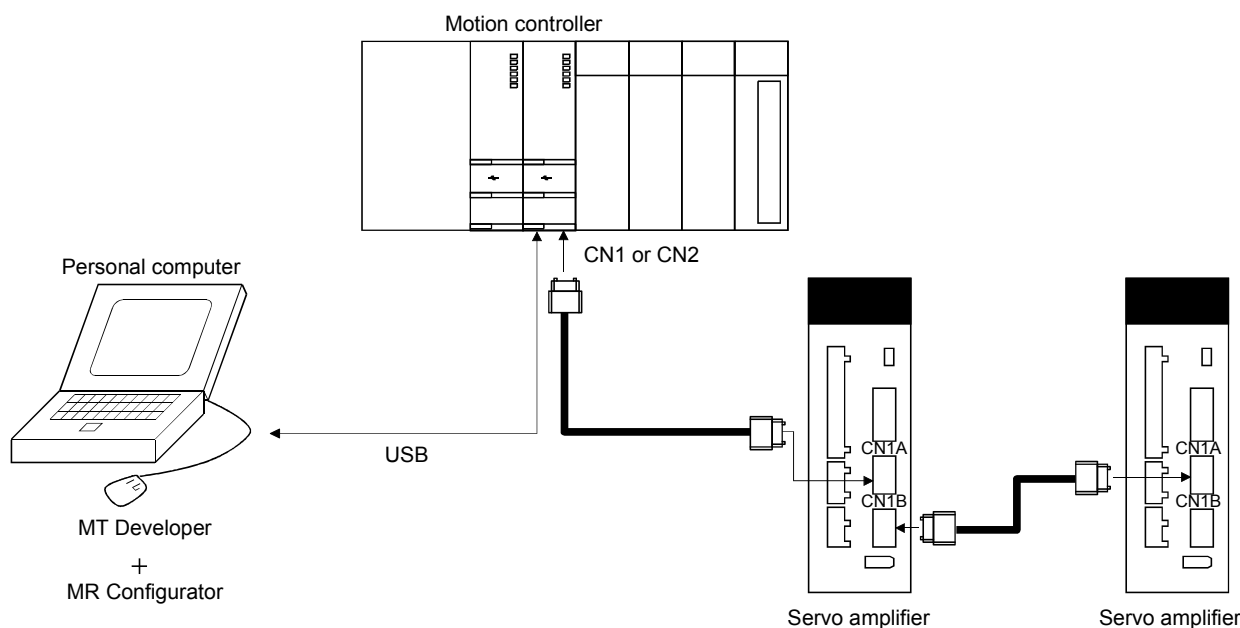 Motion controller
CN1 or CN2
Personal computer
USB
MT Developer
+
MR Configurator
CN1A
CN1B
Servo amplifier
CN1A
CN1B
Servo amplifier